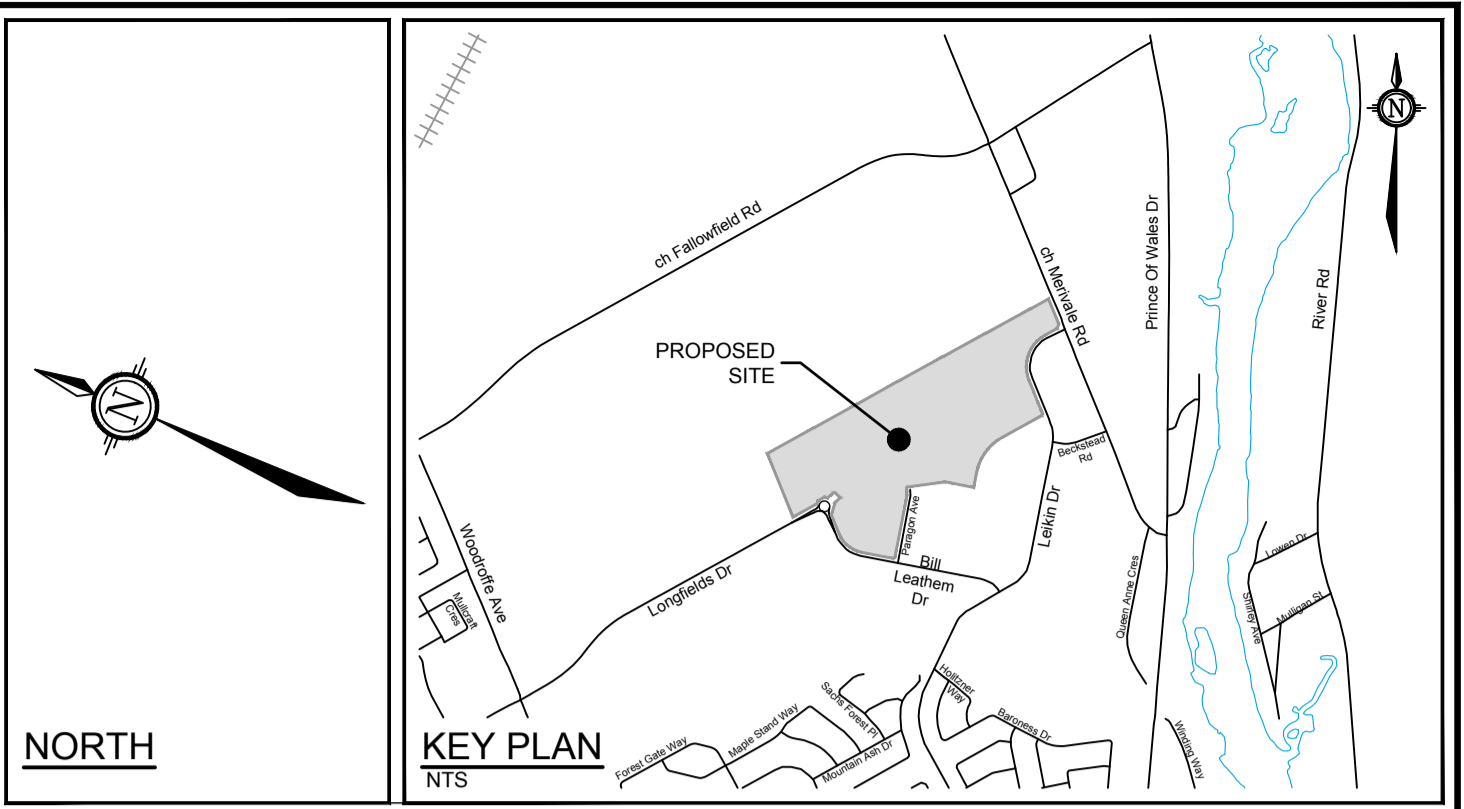 N
NORTH
N
ch Fallowfield Rd
ch Merivale Rd
Prince Of Wales Dr
River Rd
PROPOSED
SITE
Beckstead
Rd
Paragon Ave
Leikin Dr
Woodroffe Ave
Mullcraft
Cres
Longfields Dr
Bill
Leathem
Dr
Queen Anne Cres
Lowen Dr
Shirley Ave
Mulligan St
Holitzner
Way
Sachs Forest Pl
Baroness Dr
Maple Stand Way
Forest Gate Way
Mountain Ash Dr
Winding Way
KEY PLAN
NTS